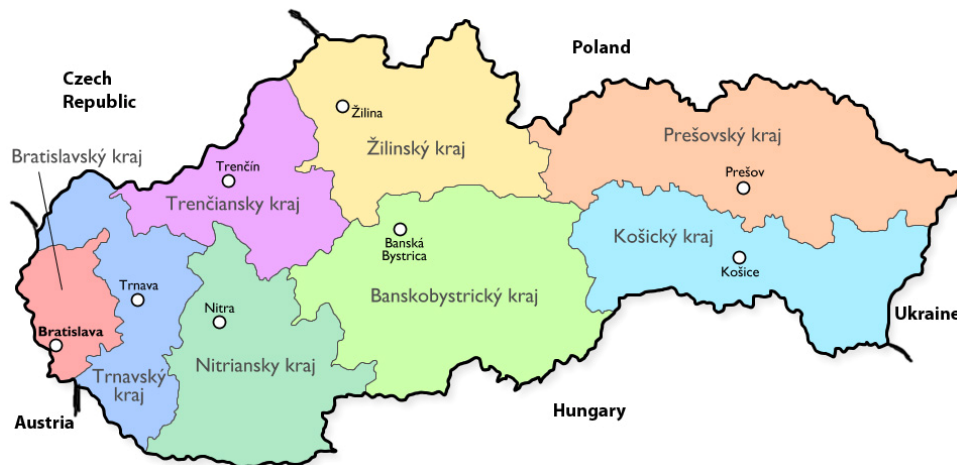 Poland
Czech
Republic
Žilina
Prešovský kraj
Žilinský kraj
Bratislavský kraj
Trenčín
Prešov
Trenčiansky kraj
Banská
Bystrica
Košický kraj
Košice
Trnava
Banskobystrický kraj
Nitra
Ukraine
Bratislava
Nitriansky kraj
Trnavský
kraj
Hungary
Austria